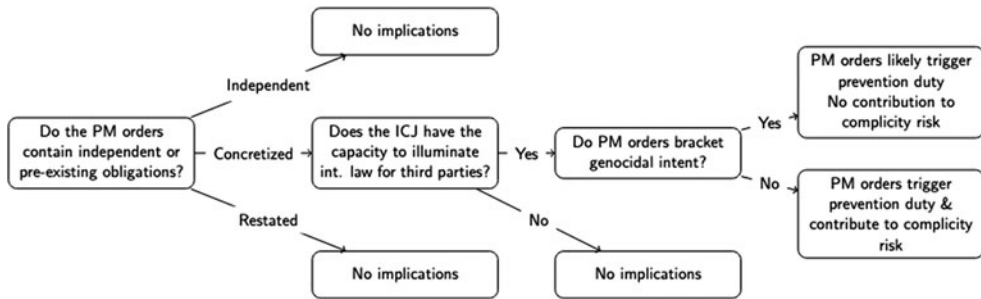 No implications
Independent
Do the PM orders
contain independent or
pre-existing obligations?
Concretized
Does the ICJ have the
capacity to illuminate
int. law for third parties?
Yes
Do PM orders bracket
genocidal intent?
Yes
PM orders likely trigger
prevention duty
No contribution to
complicity risk
No
PM orders trigger
prevention duty &
contribute to complicity
risk
Restated
No implications
No
No implications